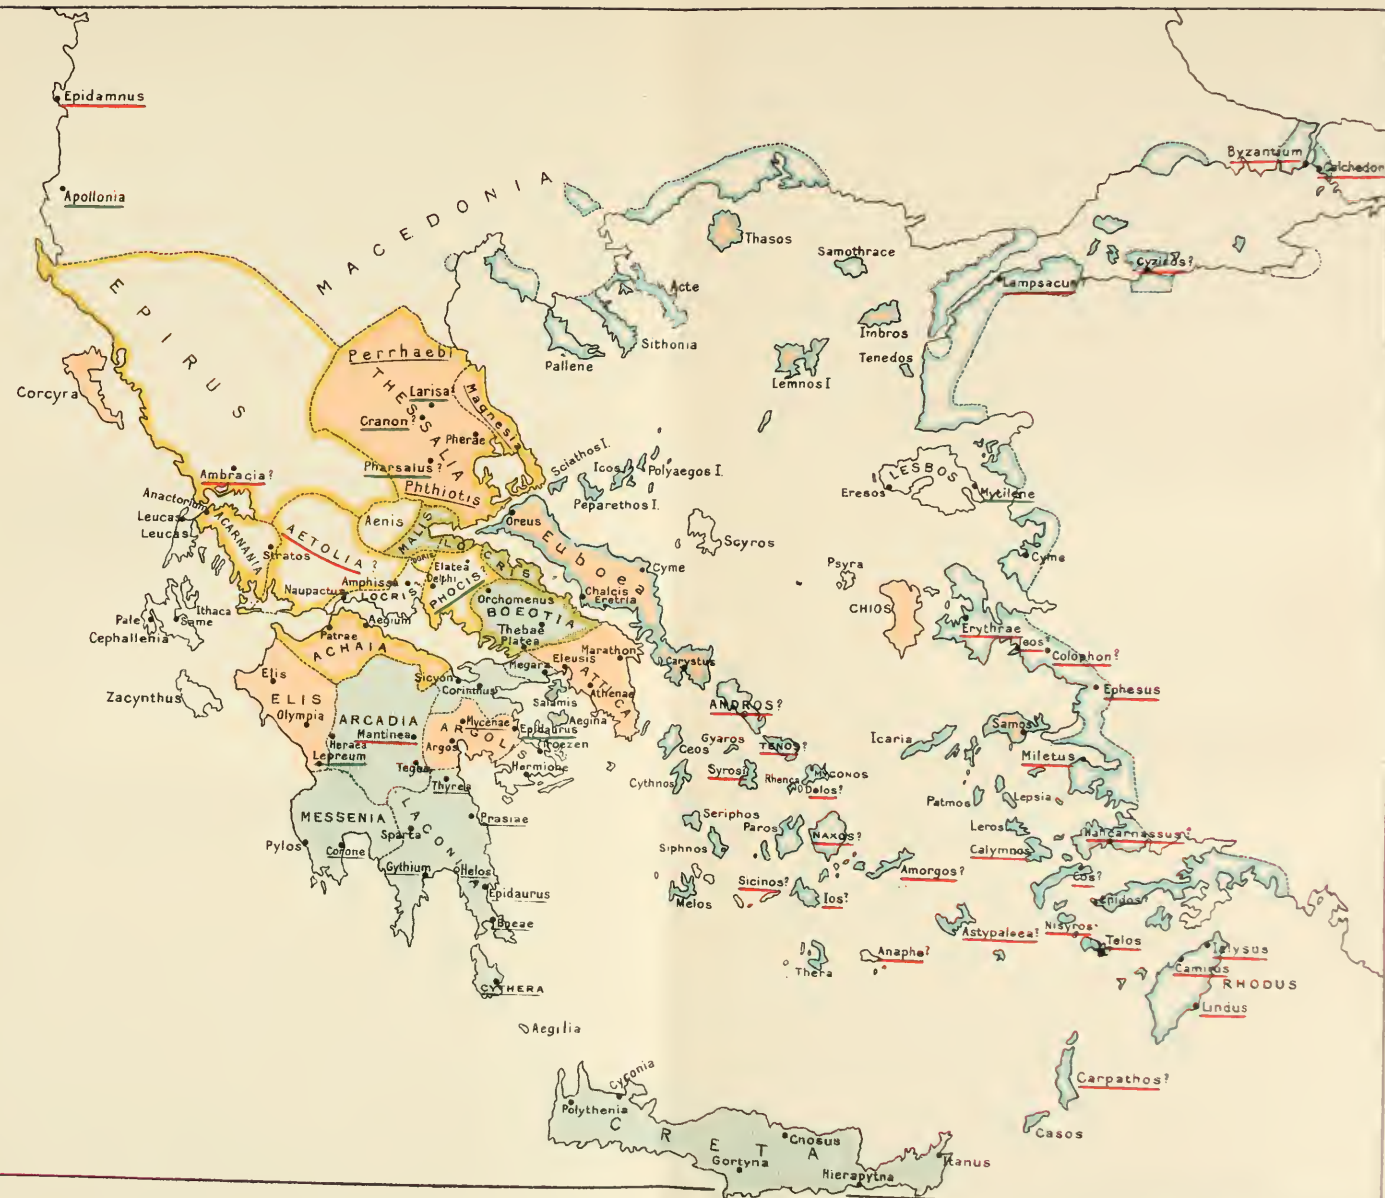 Epidamnus
Apollonia
MACEDONIA
EPIRUS
Corcyra
Byzantium
Calchedon
Thasos
Samothrace
Cyzicos?
Lampsacus
Acte
Imbros
Sithonia
Pallene
Tenedos
Lemnos I
Perrhaebi
THESSALIA
Larisa?
Magnesia
Cranon?
Pherae
Pharsalus?
Phthiotis
Sciathos I.
Icos
Polyaegos I.
Peparethos I.
LESBOS
Eresos
Mytilene
Ambracia?
Anactorium
Leucas
Leucas
ACARNANIA
Stratos
AETOLIA?
Aenis
MALIS
DORIS
LOCRIS
Oreus
Euboea
Scyros
Cyme
Cyme
Psyra
CHIOS
Naupactus
Amphissa
LOCRIS
Elatea
Delphi
PHOCIS?
Orchomenus
BOEOTIA
Thebae
Platea
Chalcis
Eretria
Erythrae
Teos
Colophon?
Ithaca
Pale
Same
Cephallenia
Patrae
Aegium
ACHAIA
Marathon
Eleusis
Megara
ATTICA
Athenae
Carystus
Ephesus
Zacynthus
Elis
ELIS
Olympia
Sicyon
Corinthus
Salamis
Aegina
ANDROS?
Gyaros
TENOS?
Ceos
Icaria
Samos
Miletus
ARCADIA
Mantinea
Heraea
Lepreum
ARGOLIS
Mycenae
Argos
Epidaurus
Troezen
Hermione
Tegea
Thyrea
Cythnos
Syros?
Rhenea
MYCONOS
Delos?
Patmos
Lepsia
MESSENIA
LACONIA
Sparta
Prasiae
Pylos
Corone
Gythium
Helos
Epidaurus
Boeae
CYTHERA
Seriphos
Paros
NAXOS?
Siphnos
Leros
Calymnos
Halicarnassus?
Amorgos?
Cos?
Cnidos?
Melos
Sicinos?
Ios?
Astypalaea?
Nisyros
Telos
Thera
Anaphe?
Ialysus
Camirus
RHODUS
Lindus
Aegilia
Carpathos?
Casos
Cyconia
Polythenia
CRETA
Cnosus
Gortyna
Hierapytna
Itanus